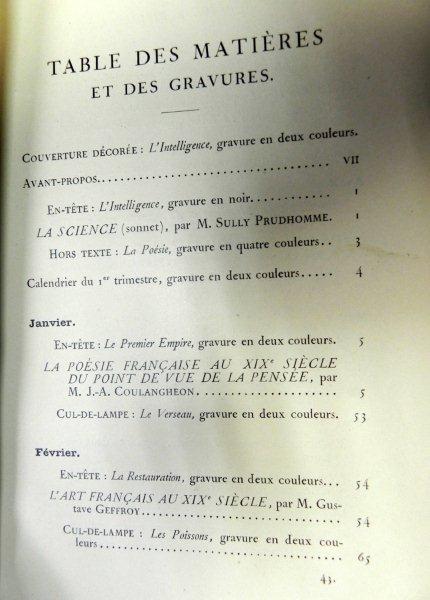 TABLE DES MATIÈRES
ET DES GRAVURES.
COUVERTURE DÉCORÉE : L'Intelligence, gravure en deux couleurs.
AVANT-PROPOS................................ VII
EN-TÊTE : L'Intelligence, gravure en noir..... 1
LA SCIENCE (sonnet), par M. SULLY PRUDHOMME. 1
HORS TEXTE : La Poésie, gravure en quatre couleurs.. 3
Calendrier du 1er trimestre, gravure en deux couleurs..... 4
Janvier.
EN-TÊTE : Le Premier Empire, gravure en deux couleurs. 5
LA POÉSIE FRANÇAISE AU XIXe SIÈCLE
DU POINT DE VUE DE LA PENSÉE, par
M. J.-A. COULANGHEON.................... 5
CUL-DE-LAMPE : Le Verseau, gravure en deux couleurs. 53
Février.
EN-TÊTE : La Restauration, gravure en deux couleurs... 54
L'ART FRANÇAIS AU XIXe SIÈCLE, par M. Gus-
tave GEFFROY............................ 54
CUL-DE-LAMPE : Les Poissons, gravure en deux cou-
leurs.................................. 65
43.